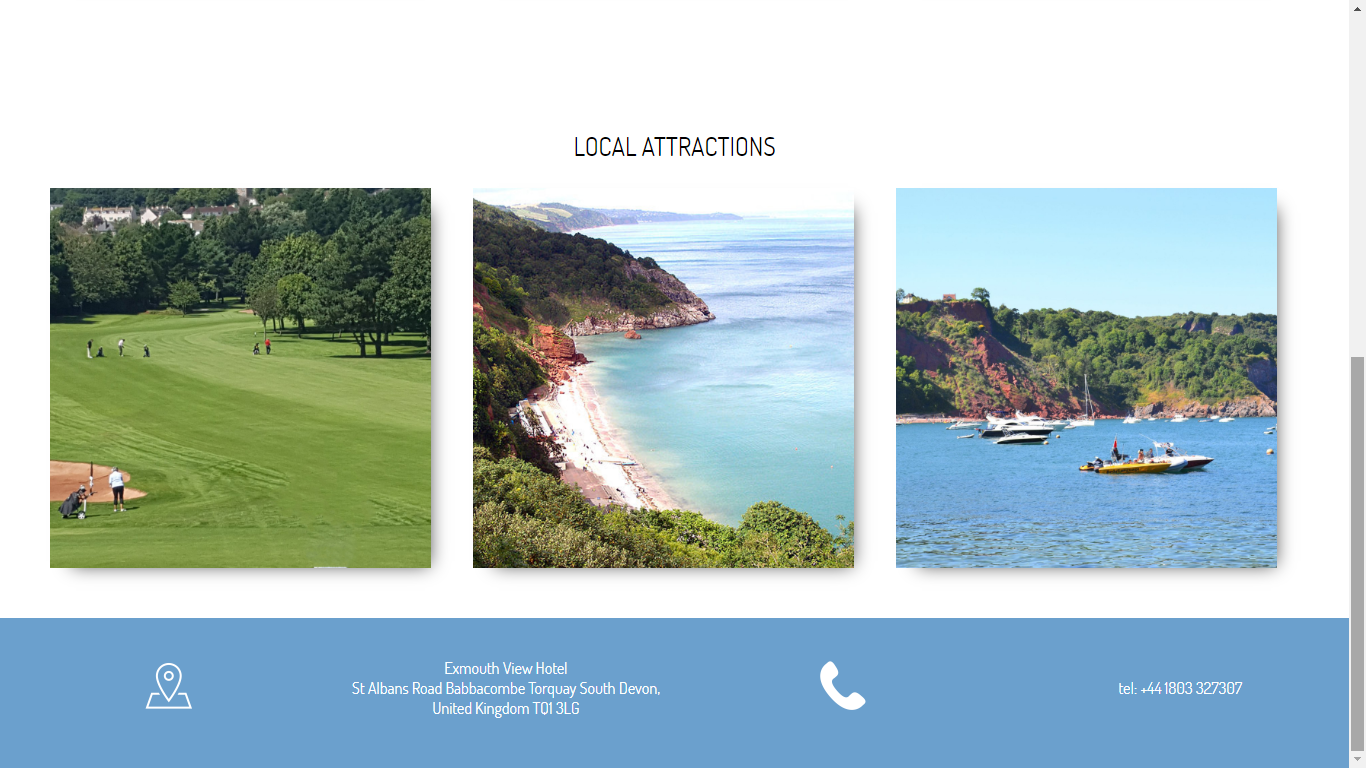 LOCAL ATTRACTIONS
Exmouth View Hotel
St Albans Road Babbacombe Torquay South Devon,
United Kingdom TQ1 3LG
tel: +44 1803 327307